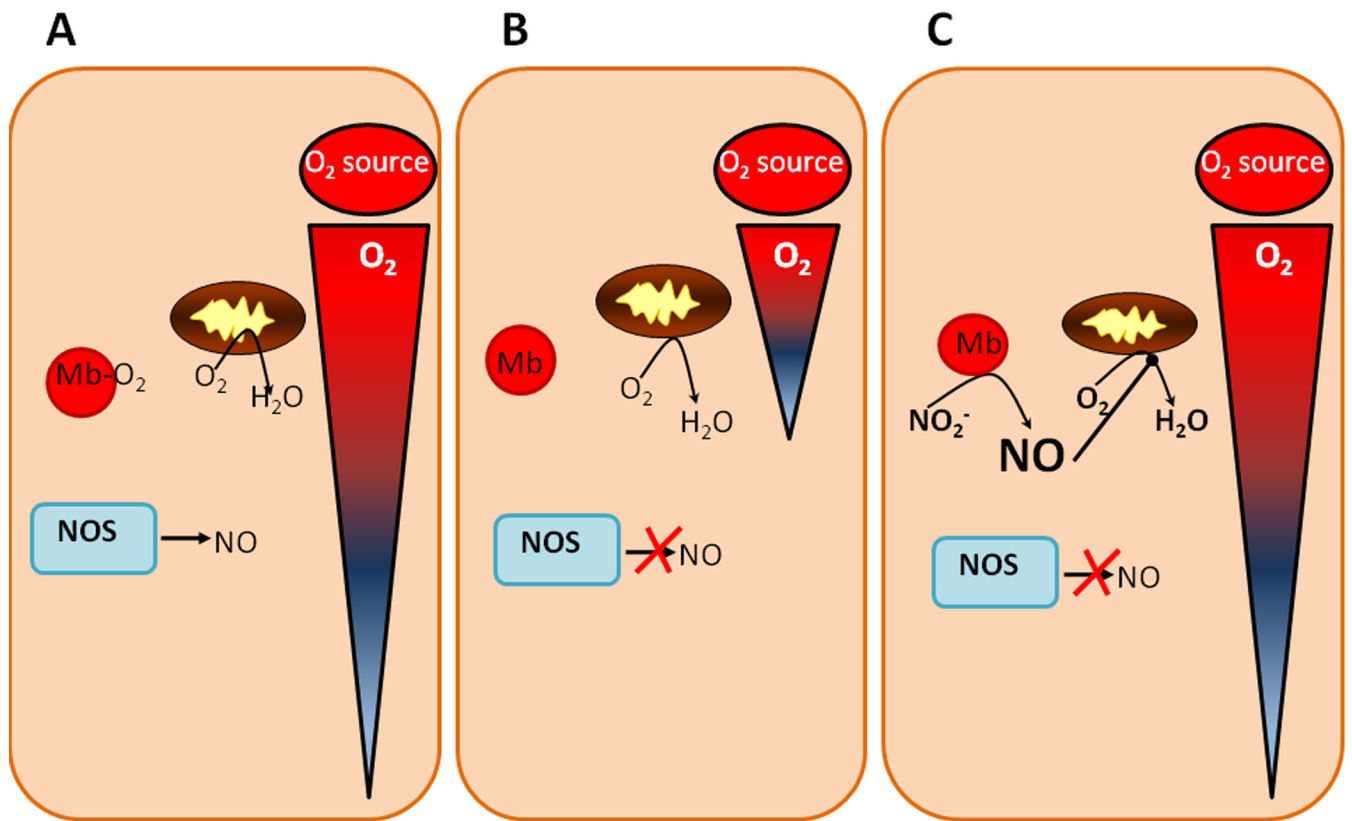 A
O₂ source
O₂
Mb-O₂
O₂
H₂O
NOS
NO
B
O₂ source
O₂
Mb
O₂
H₂O
NOS
NO
C
O₂ source
O₂
Mb
NO₂⁻
O₂
H₂O
NO
NOS
NO